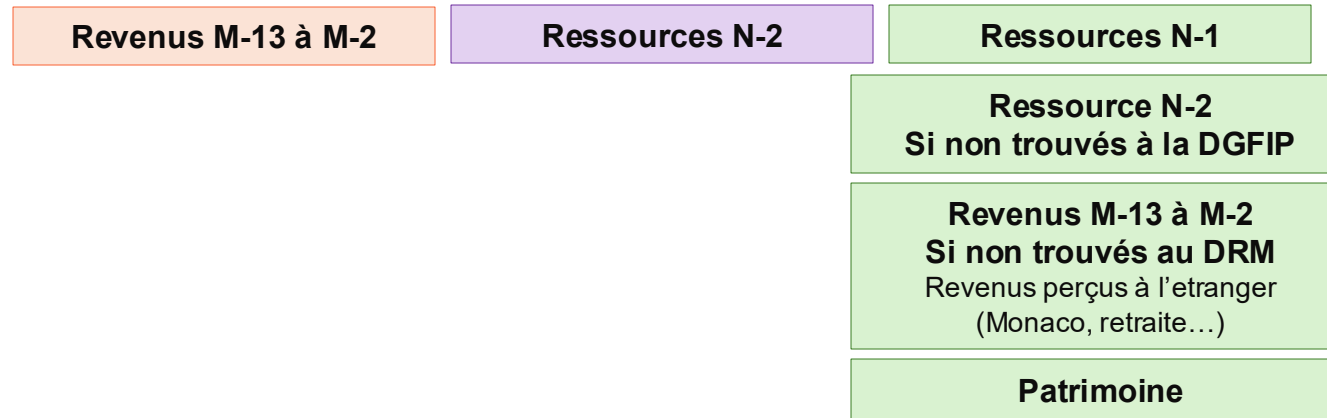 Revenus M-13 à M-2
Ressources N-2
Ressources N-1
Ressource N-2
Si non trouvés à la DGFIP
Revenus M-13 à M-2
Si non trouvés au DRM
Revenus perçus à l'etranger
(Monaco, retraite…)
Patrimoine